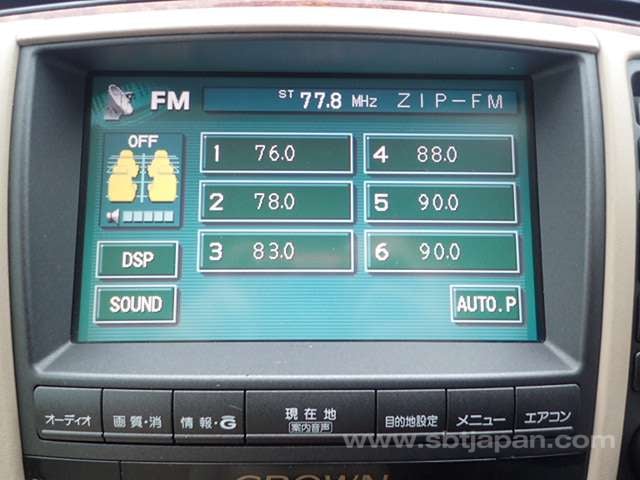 FM ST 77.8 MHz ZIP-FM
OFF
1 76.0
4 88.0
2 78.0
5 90.0
3 83.0
6 90.0
DSP
SOUND
AUTO.P
オーディオ 画質・消 情報・G 現在地 案内音声 目的地設定 メニュー エアコン
www.sbtjapan.com
CROWN